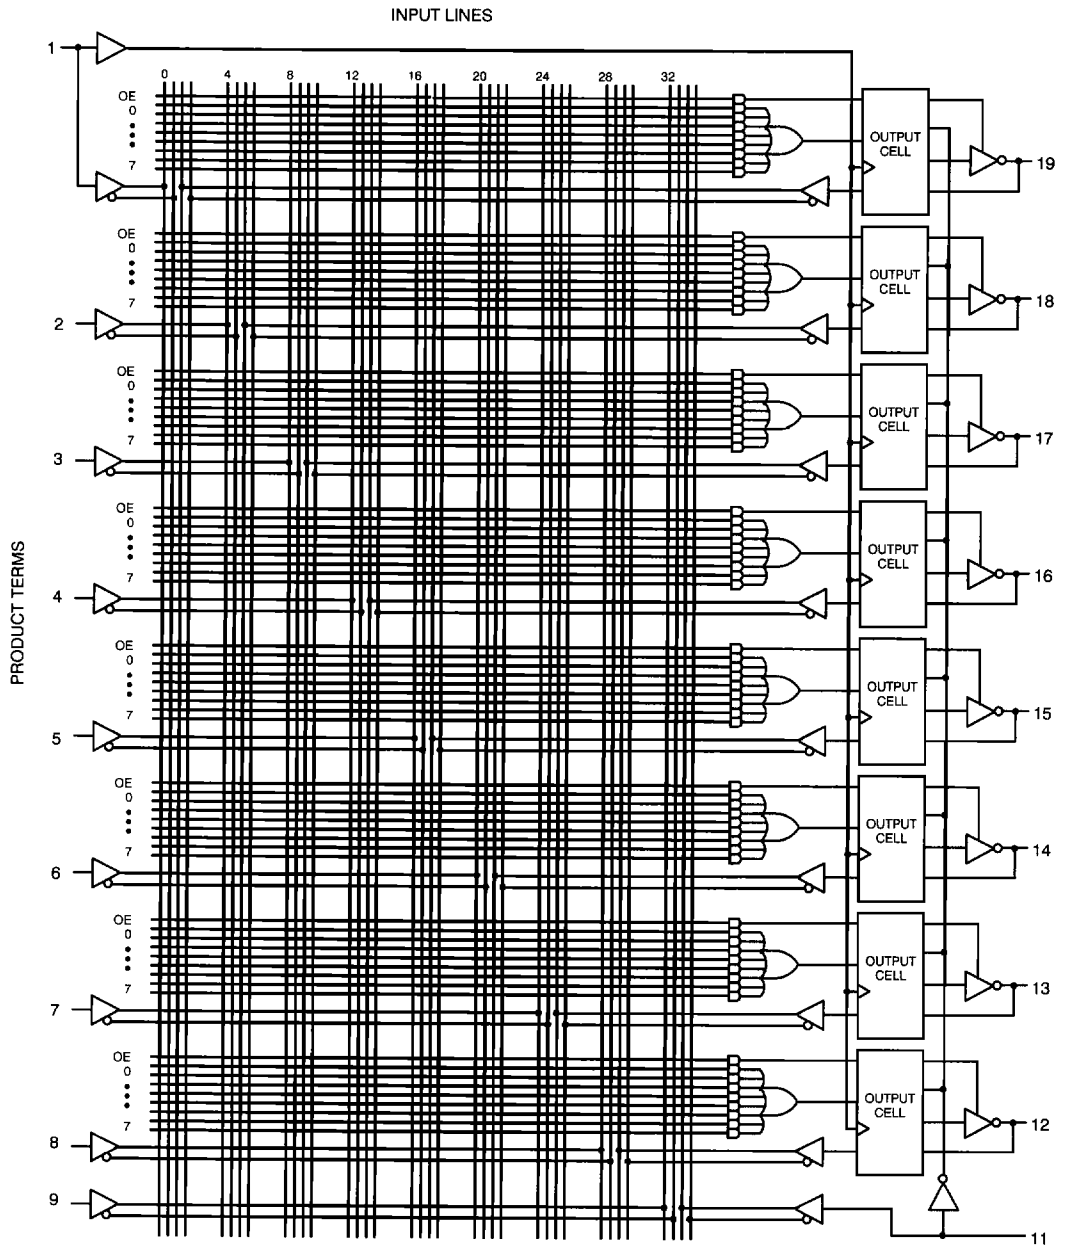 INPUT LINES
1
0 4 8 12 16 20 24 28 32
OE
0
7
OUTPUT
CELL
19
OE
0
7
2
OUTPUT
CELL
18
OE
0
7
3
OUTPUT
CELL
17
OE
0
7
4
OUTPUT
CELL
16
PRODUCT TERMS
OE
0
7
5
OUTPUT
CELL
15
OE
0
7
6
OUTPUT
CELL
14
OE
0
7
7
OUTPUT
CELL
13
OE
0
7
8
OUTPUT
CELL
12
9
11